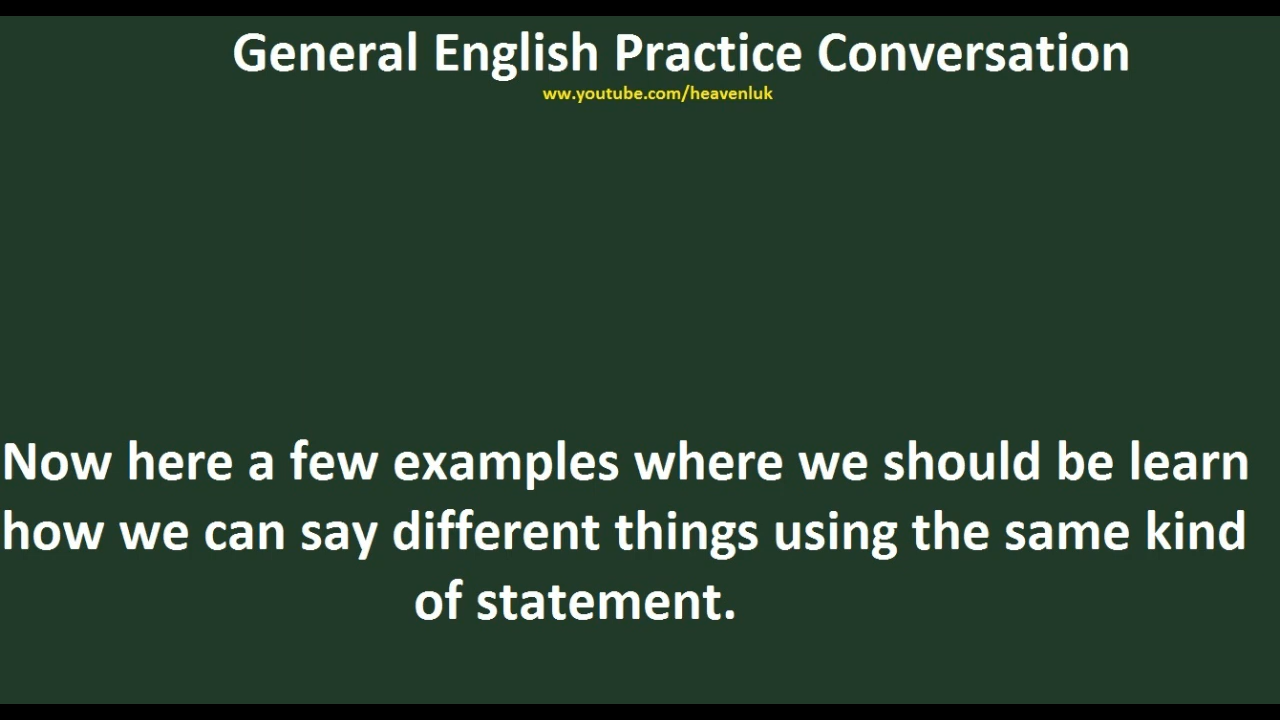 General English Practice Conversation
ww.youtube.com/heavenluk
Now here a few examples where we should be learn
how we can say different things using the same kind
of statement.